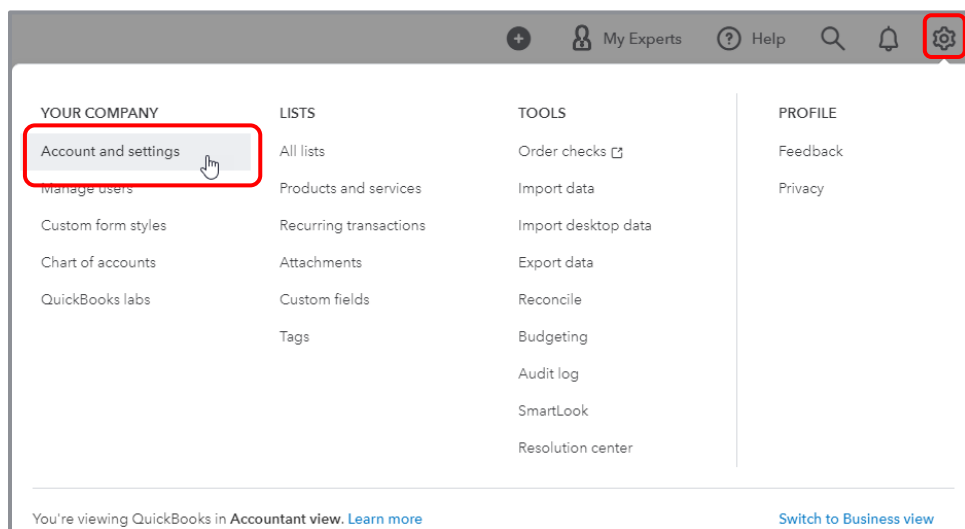 My Experts Help
YOUR COMPANY
Account and settings
Manage users
Custom form styles
Chart of accounts
QuickBooks labs
LISTS
All lists
Products and services
Recurring transactions
Attachments
Custom fields
Tags
TOOLS
Order checks
Import data
Import desktop data
Export data
Reconcile
Budgeting
Audit log
SmartLook
Resolution center
PROFILE
Feedback
Privacy
You're viewing QuickBooks in Accountant view. Learn more
Switch to Business view